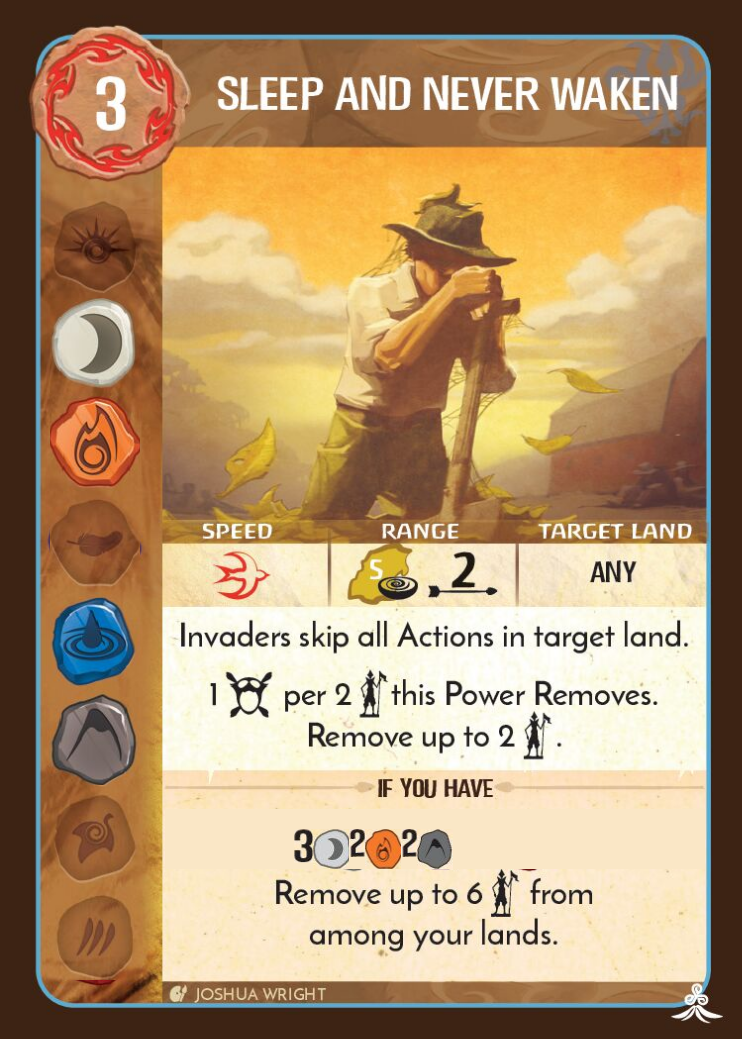 3
SLEEP AND NEVER WAKEN
SPEED RANGE TARGET LAND
S 2 ANY
Invaders skip all Actions in target land.
1 per 2 this Power Removes.
Remove up to 2 .
IF YOU HAVE
3 2 2
Remove up to 6 from
among your lands.
JOSHUA WRIGHT